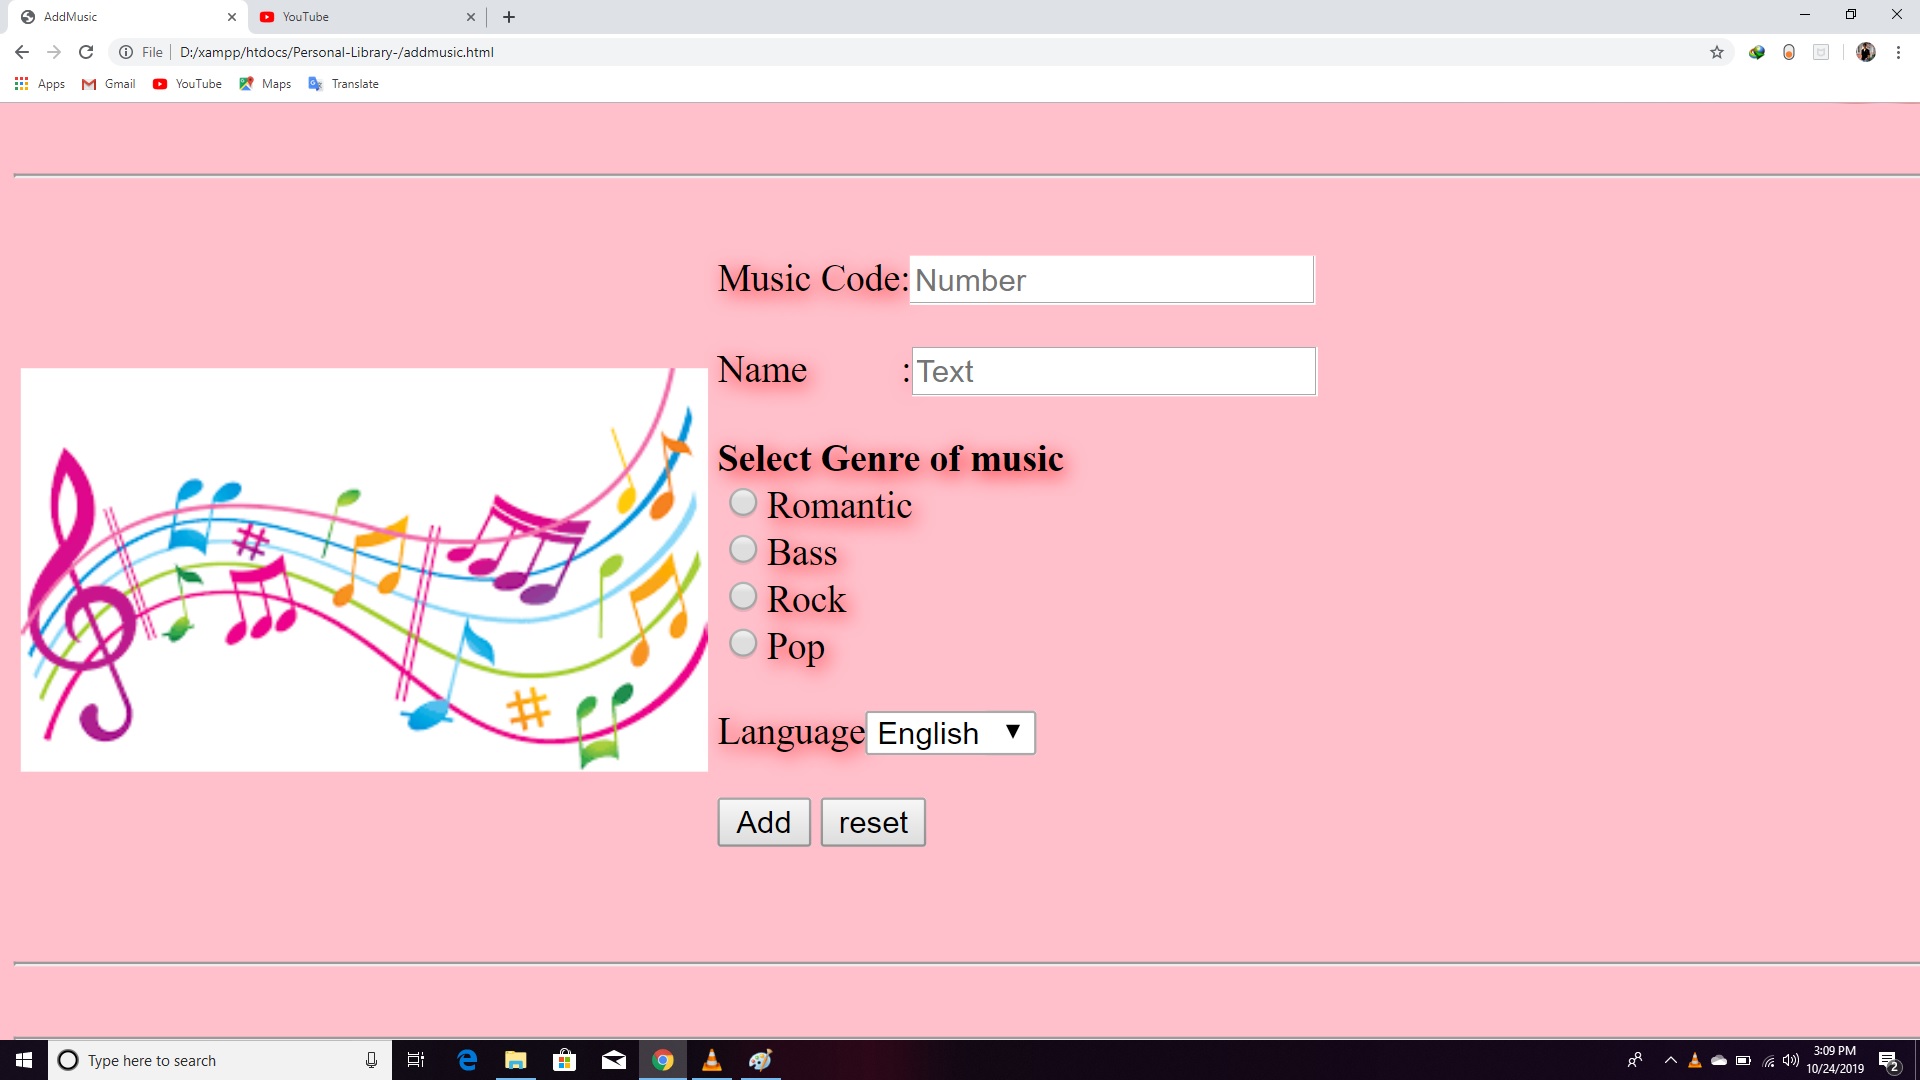 AddMusic
YouTube
File
D:/xampp/htdocs/Personal-Library-/addmusic.html
Apps
Gmail
YouTube
Maps
Translate
Music Code:
Number
Name :
Text
Select Genre of music
Romantic
Bass
Rock
Pop
Language
English
Add
reset
Type here to search
3:09 PM
10/24/2019
2